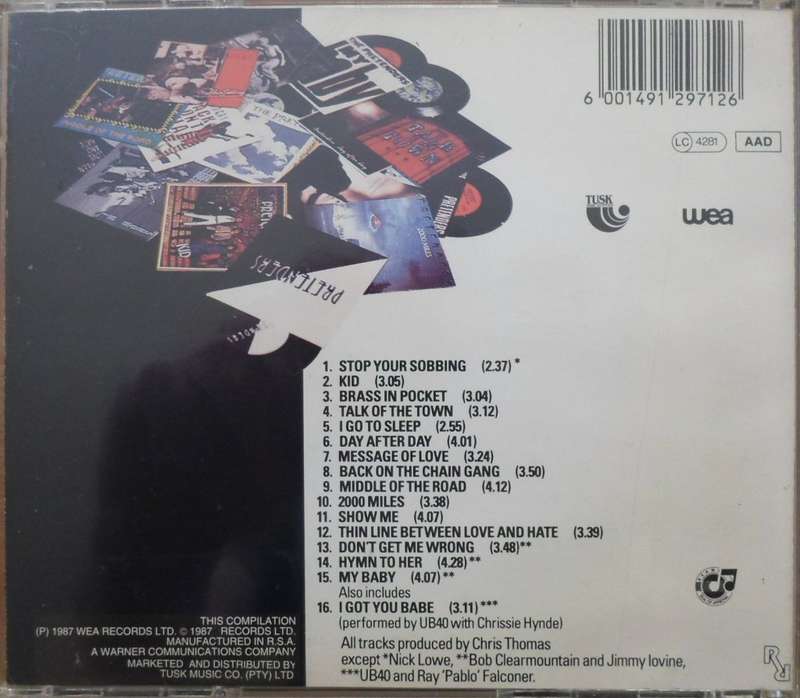 THE PRETENDERS
PRETENDERS
KID
2000 MILES
PRETENDERS
6 001491 297126
LC 4281
AAD
TUSK
wea
1. STOP YOUR SOBBING (2.37) *
2. KID (3.05)
3. BRASS IN POCKET (3.04)
4. TALK OF THE TOWN (3.12)
5. I GO TO SLEEP (2.55)
6. DAY AFTER DAY (4.01)
7. MESSAGE OF LOVE (3.24)
8. BACK ON THE CHAIN GANG (3.50)
9. MIDDLE OF THE ROAD (4.12)
10. 2000 MILES (3.38)
11. SHOW ME (4.07)
12. THIN LINE BETWEEN LOVE AND HATE (3.39)
13. DON'T GET ME WRONG (3.48)**
14. HYMN TO HER (4.28)**
15. MY BABY (4.07)**
Also includes
16. I GOT YOU BABE (3.11)***
(performed by UB40 with Chrissie Hynde)
All tracks produced by Chris Thomas
except *Nick Lowe, **Bob Clearmountain and Jimmy Iovine,
***UB40 and Ray 'Pablo' Falconer.
THIS COMPILATION
(P) 1987 WEA RECORDS LTD. © 1987 RECORDS LTD.
MANUFACTURED IN R.S.A.
A WARNER COMMUNICATIONS COMPANY
MARKETED AND DISTRIBUTED BY
TUSK MUSIC CO. (PTY) LTD